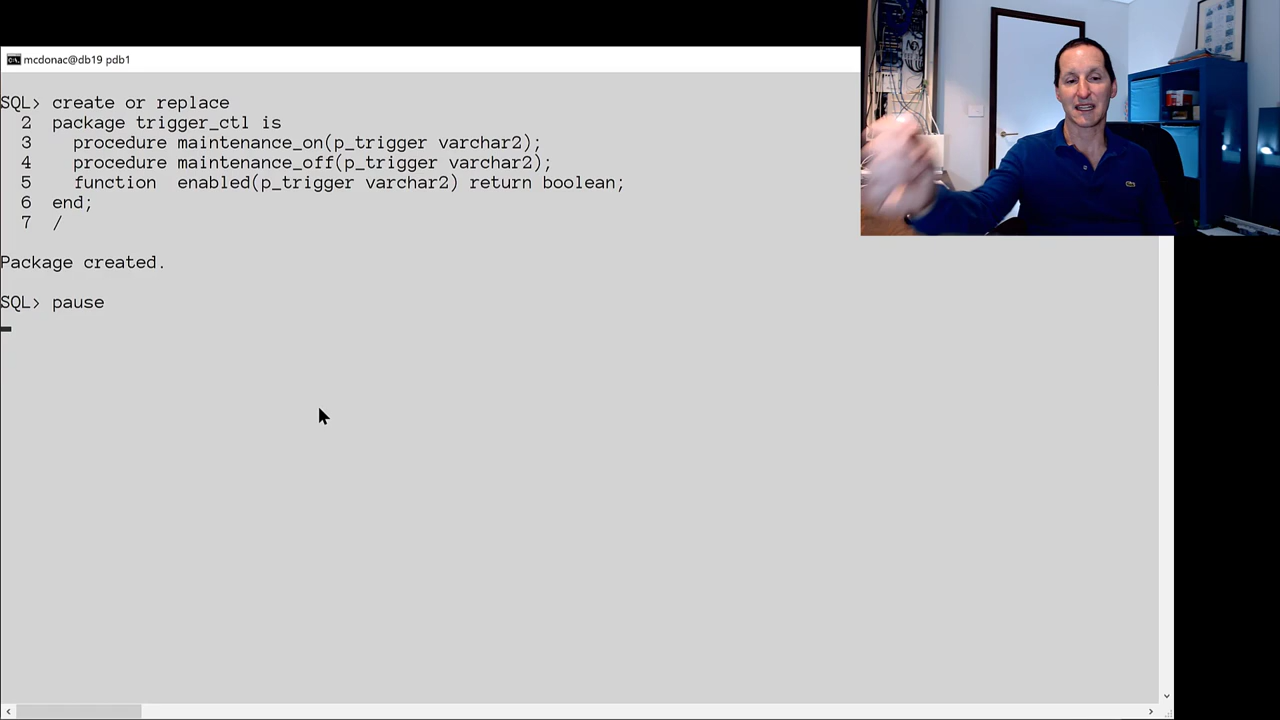 mcdonac@db19 pdb1
SQL> create or replace
2 package trigger_ctl is
3 procedure maintenance_on(p_trigger varchar2);
4 procedure maintenance_off(p_trigger varchar2);
5 function  enabled(p_trigger varchar2) return boolean;
6 end;
7 /
Package created.
SQL> pause